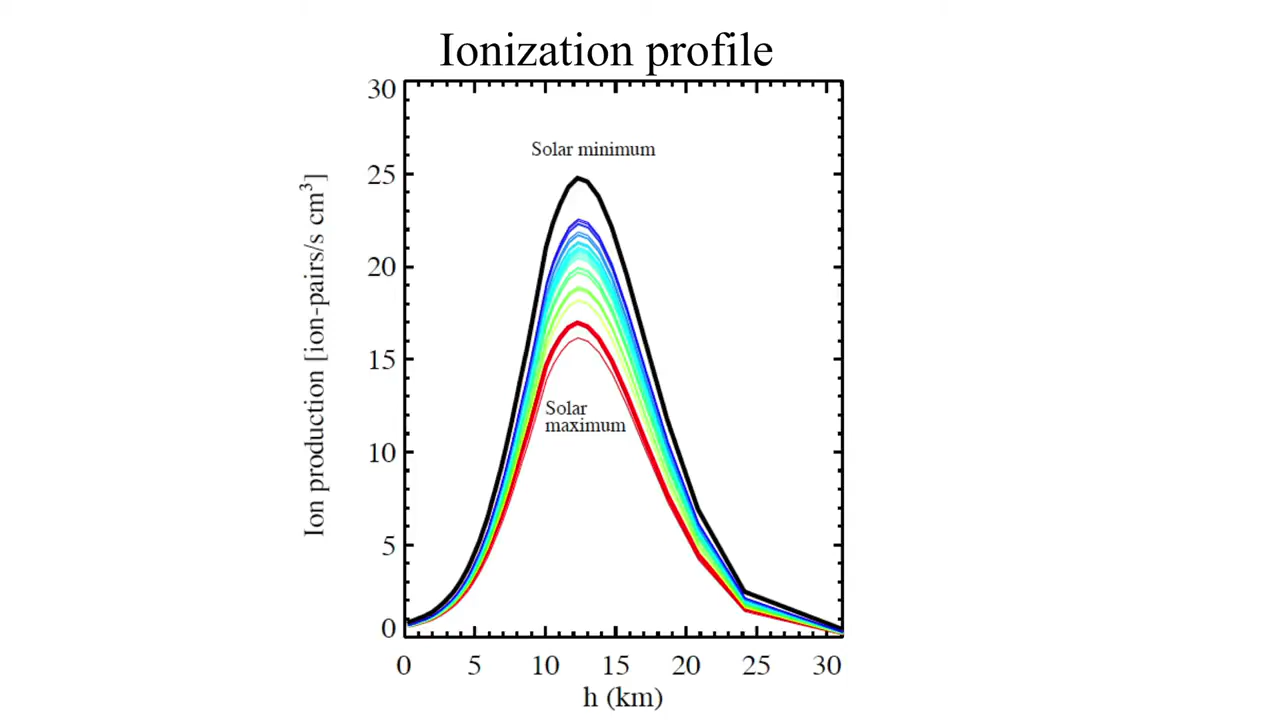 Ionization profile
30
25
20
15
10
5
0
Ion production [ion-pairs/s cm³]
Solar minimum
Solar
maximum
0 5 10 15 20 25 30
h (km)